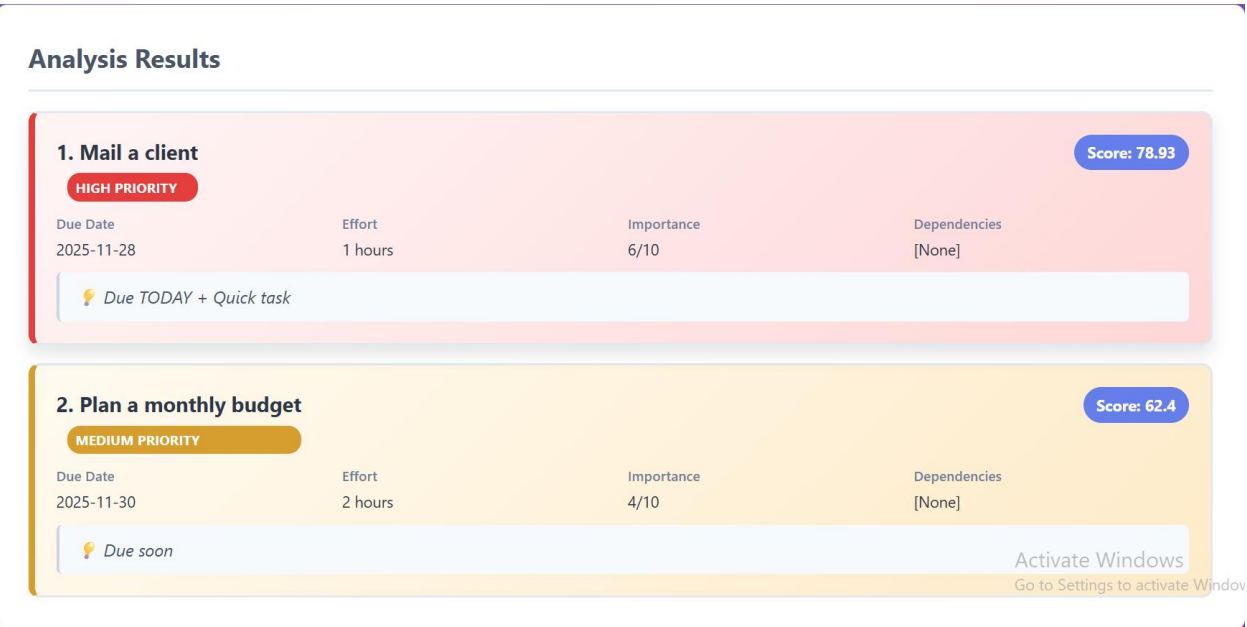 Analysis Results
1. Mail a client
Score: 78.93
HIGH PRIORITY
Due Date Effort Importance Dependencies
2025-11-28 1 hours 6/10 [None]
Due TODAY + Quick task
2. Plan a monthly budget
Score: 62.4
MEDIUM PRIORITY
Due Date Effort Importance Dependencies
2025-11-30 2 hours 4/10 [None]
Due soon
Activate Windows
Go to Settings to activate Window